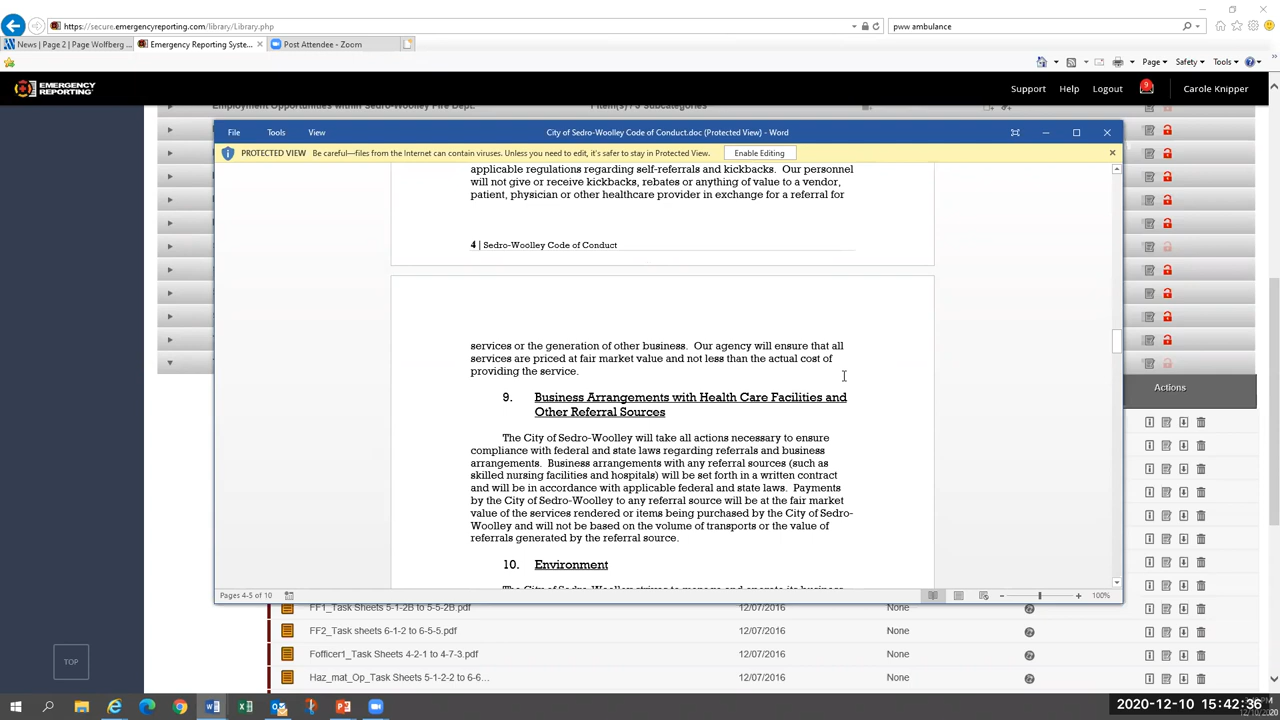 https://secure.emergencyreporting.com/library/Library.php
pww ambulance
News | Page 2 | Page Wolfberg ...
Emergency Reporting Syste...
Post Attendee - Zoom
Page
Safety
Tools
EMERGENCY
REPORTING
9
Support
Help
Logout
Carole Knipper
Employment Opportunities within Sedro-Woolley Fire Dept.
1 item(s) / 3 Subcategories
File
Tools
View
City of Sedro-Woolley Code of Conduct.doc (Protected View) - Word
PROTECTED VIEW
Be careful—files from the Internet can contain viruses. Unless you need to edit, it's safer to stay in Protected View.
Enable Editing
applicable regulations regarding self-referrals and kickbacks. Our personnel
will not give or receive kickbacks, rebates or anything of value to a vendor,
patient, physician or other healthcare provider in exchange for a referral for
4 | Sedro-Woolley Code of Conduct
services or the generation of other business. Our agency will ensure that all
services are priced at fair market value and not less than the actual cost of
providing the service.
9. Business Arrangements with Health Care Facilities and
Other Referral Sources
The City of Sedro-Woolley will take all actions necessary to ensure
compliance with federal and state laws regarding referrals and business
arrangements. Business arrangements with any referral sources (such as
skilled nursing facilities and hospitals) will be set forth in a written contract
and will be in accordance with applicable federal and state laws. Payments
by the City of Sedro-Woolley to any referral source will be at the fair market
value of the services rendered or items being purchased by the City of Sedro-
Woolley and will not be based on the volume of transports or the value of
referrals generated by the referral source.
10. Environment
Actions
Pages 4-5 of 10
100%
FF1_Task Sheets 5-1-2B to 5-5-2B.pdf
12/07/2016
None
FF2_Task sheets 6-1-2 to 6-5-5.pdf
12/07/2016
None
Fofficer1_Task Sheets 4-2-1 to 4-7-3.pdf
12/07/2016
None
Haz_mat_Op_Task Sheets 5-1-2-2 to 6-6...
12/07/2016
None
TOP
2020-12-10 15:42:36